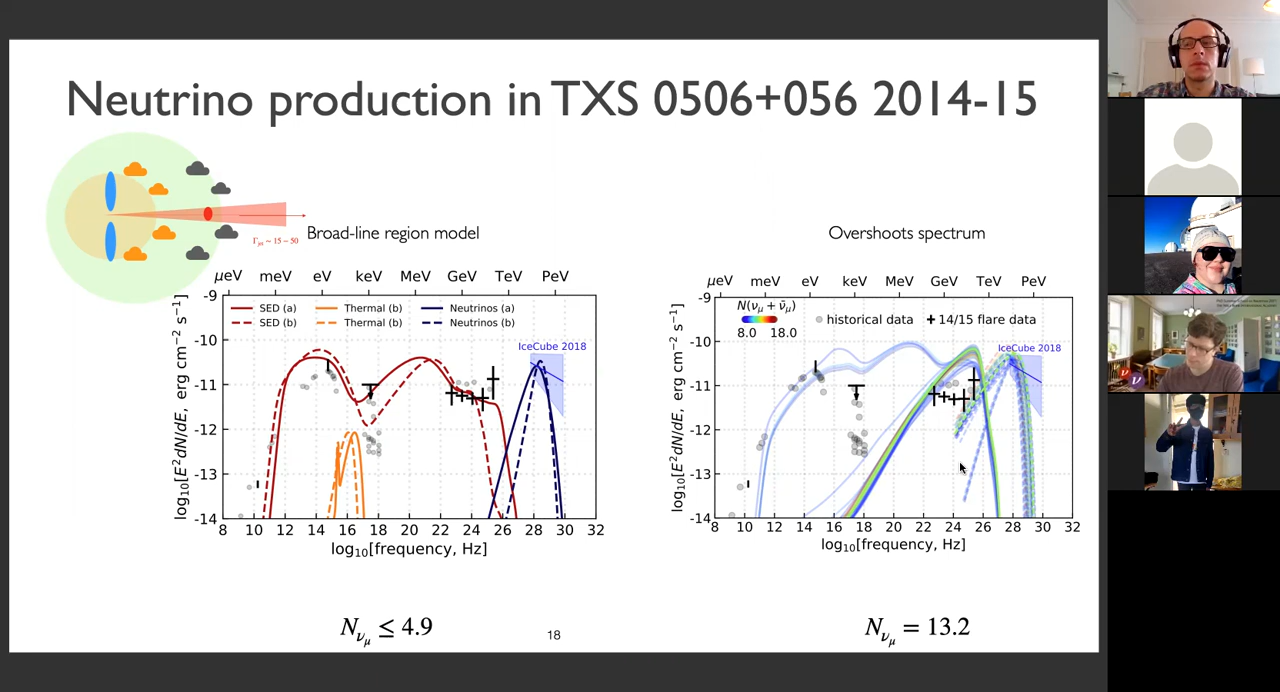 Neutrino production in TXS 0506+056 2014-15
Γjet ~ 15 - 50
Broad-line region model
μeV meV eV keV MeV GeV TeV PeV
log₁₀[E²dN/dE, erg cm⁻² s⁻¹]
-9
-10
-11
-12
-13
-14
SED (a)
SED (b)
Thermal (b)
Thermal (b)
Neutrinos (a)
Neutrinos (b)
IceCube 2018
8 10 12 14 16 18 20 22 24 26 28 30 32
log₁₀[frequency, Hz]
N_{ν_μ} ≤ 4.9
Overshoots spectrum
μeV meV eV keV MeV GeV TeV PeV
log₁₀[E²dN/dE, erg cm⁻² s⁻¹]
-9
-10
-11
-12
-13
-14
N(ν_μ + ν̄_μ)
8.0 18.0
historical data
14/15 flare data
IceCube 2018
8 10 12 14 16 18 20 22 24 26 28 30 32
log₁₀[frequency, Hz]
N_{ν_μ} = 13.2
18
ν ν